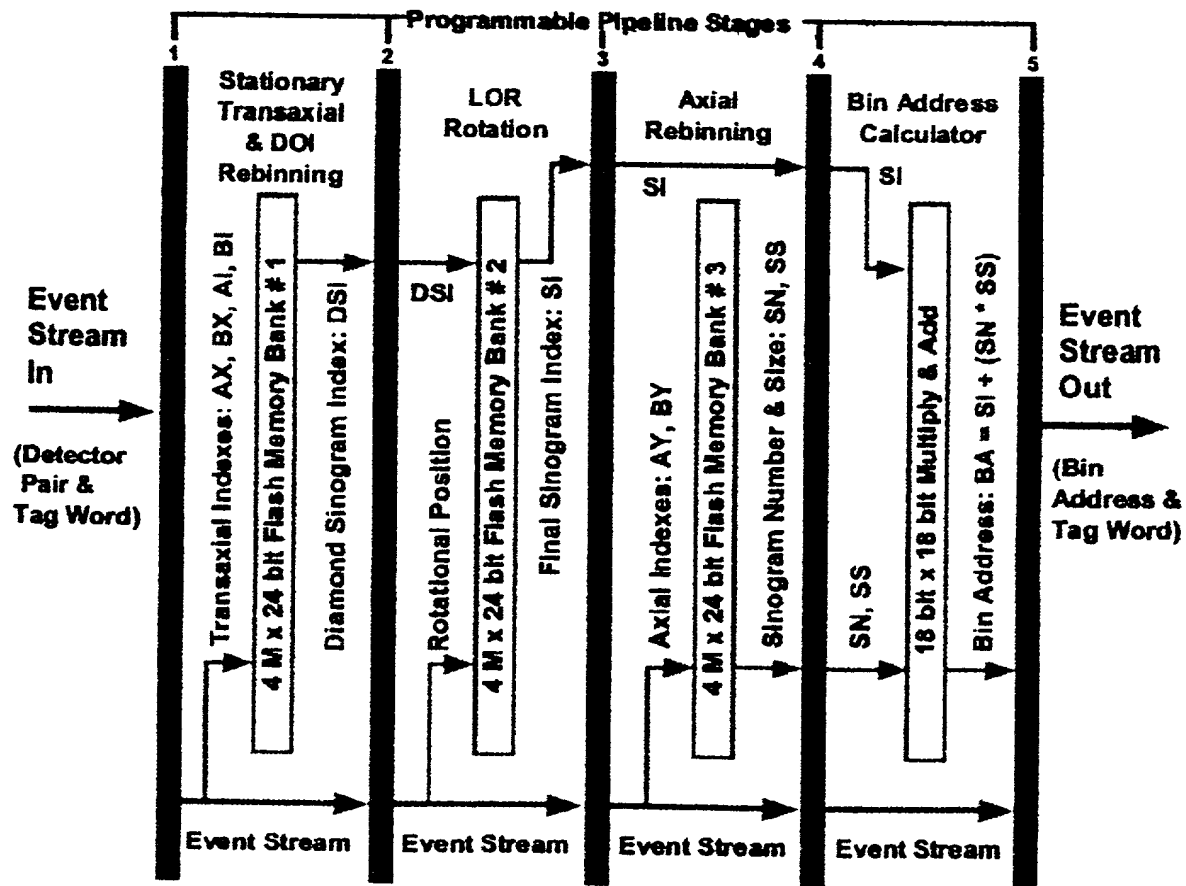 Programmable Pipeline Stages
1
2
3
4
5
Stationary
Transaxial
& DOI
Rebinning
LOR
Rotation
Axial
Rebinning
Bin Address
Calculator
Event
Stream
In
(Detector
Pair &
Tag Word)
Transaxial Indexes: AX, BX, AI, BI
4 M x 24 bit Flash Memory Bank # 1
Diamond Sinogram Index: DSI
DSI
Rotational Position
4 M x 24 bit Flash Memory Bank # 2
Final Sinogram Index: SI
SI
Axial Indexes: AY, BY
4 M x 24 bit Flash Memory Bank # 3
Sinogram Number & Size: SN, SS
SI
SN, SS
18 bit x 18 bit Multiply & Add
Bin Address: BA = SI + (SN * SS)
Event
Stream
Out
(Bin
Address &
Tag Word)
Event Stream
Event Stream
Event Stream
Event Stream